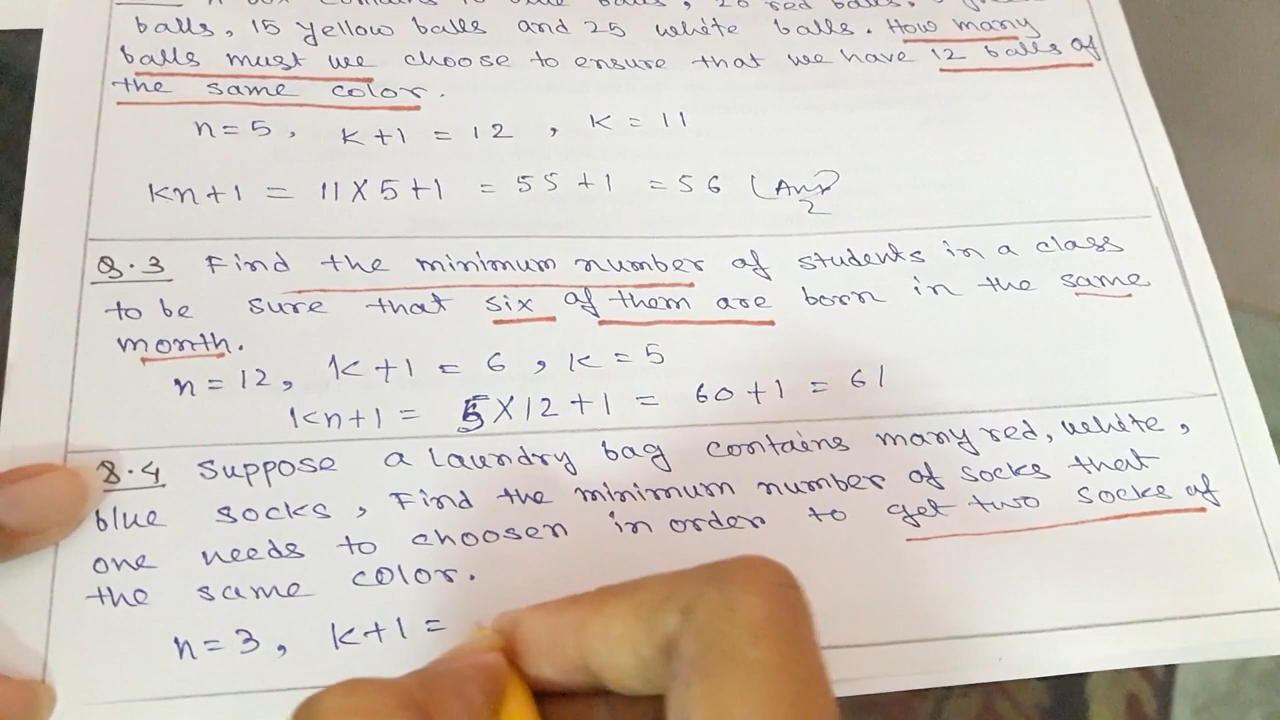 balls, 15 yellow balls and 25 white balls. How many
balls must we choose to ensure that we have 12 balls of
the same color.
n=5, k+1 = 12, k = 11
kn+1 = 11×5+1 = 55+1 = 56 (Ans)
Q.3 Find the minimum number of students in a class
to be sure that six of them are born in the same
month.
n=12, k+1 = 6, k=5
kn+1 = 5×12+1 = 60+1 = 61
Q.4 Suppose a laundry bag contains many red, white,
blue socks, Find the minimum number of socks that
one needs to choosen in order to get two socks of
the same color.
n=3, k+1 =